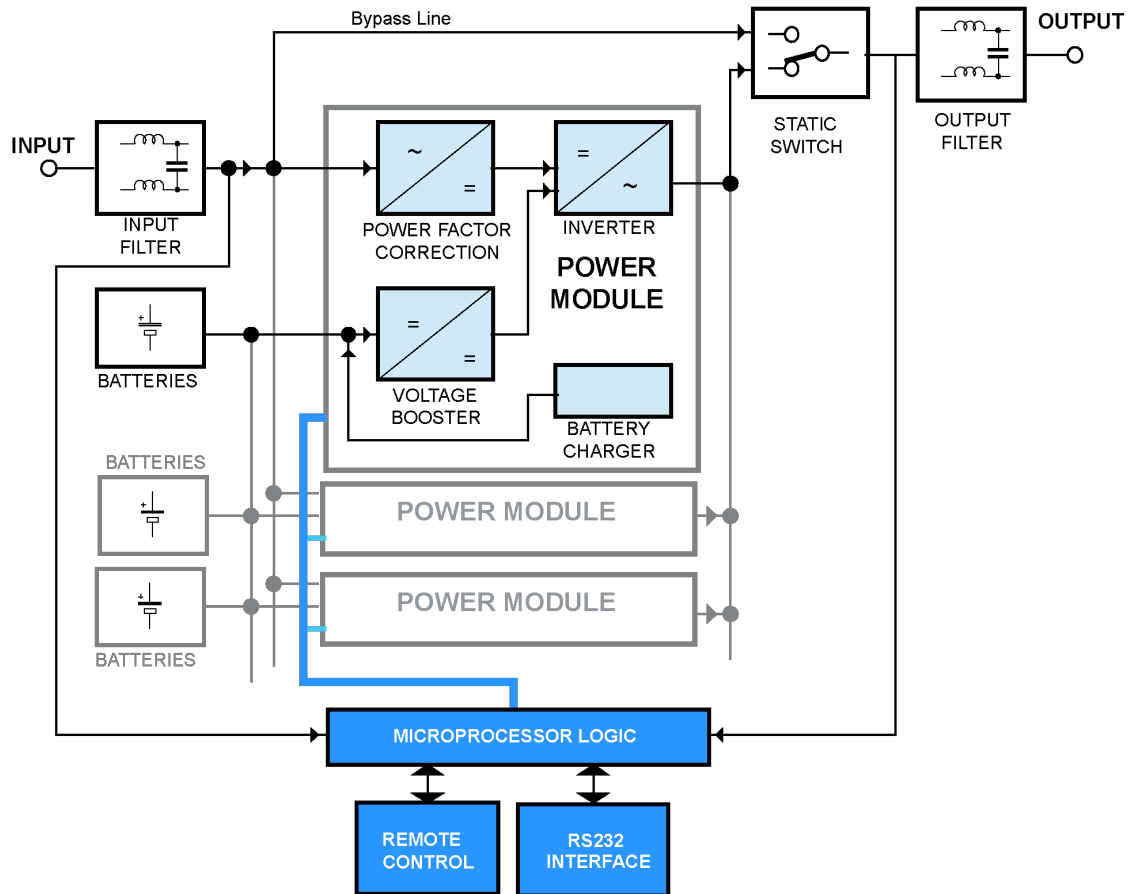 Bypass Line
OUTPUT
STATIC
SWITCH
OUTPUT
FILTER
INPUT
~
=
=
~
INPUT
FILTER
POWER FACTOR
CORRECTION
INVERTER
POWER
MODULE
+
=
=
BATTERIES
VOLTAGE
BOOSTER
BATTERY
CHARGER
BATTERIES
+
POWER MODULE
+
POWER MODULE
BATTERIES
MICROPROCESSOR LOGIC
REMOTE
CONTROL
RS232
INTERFACE